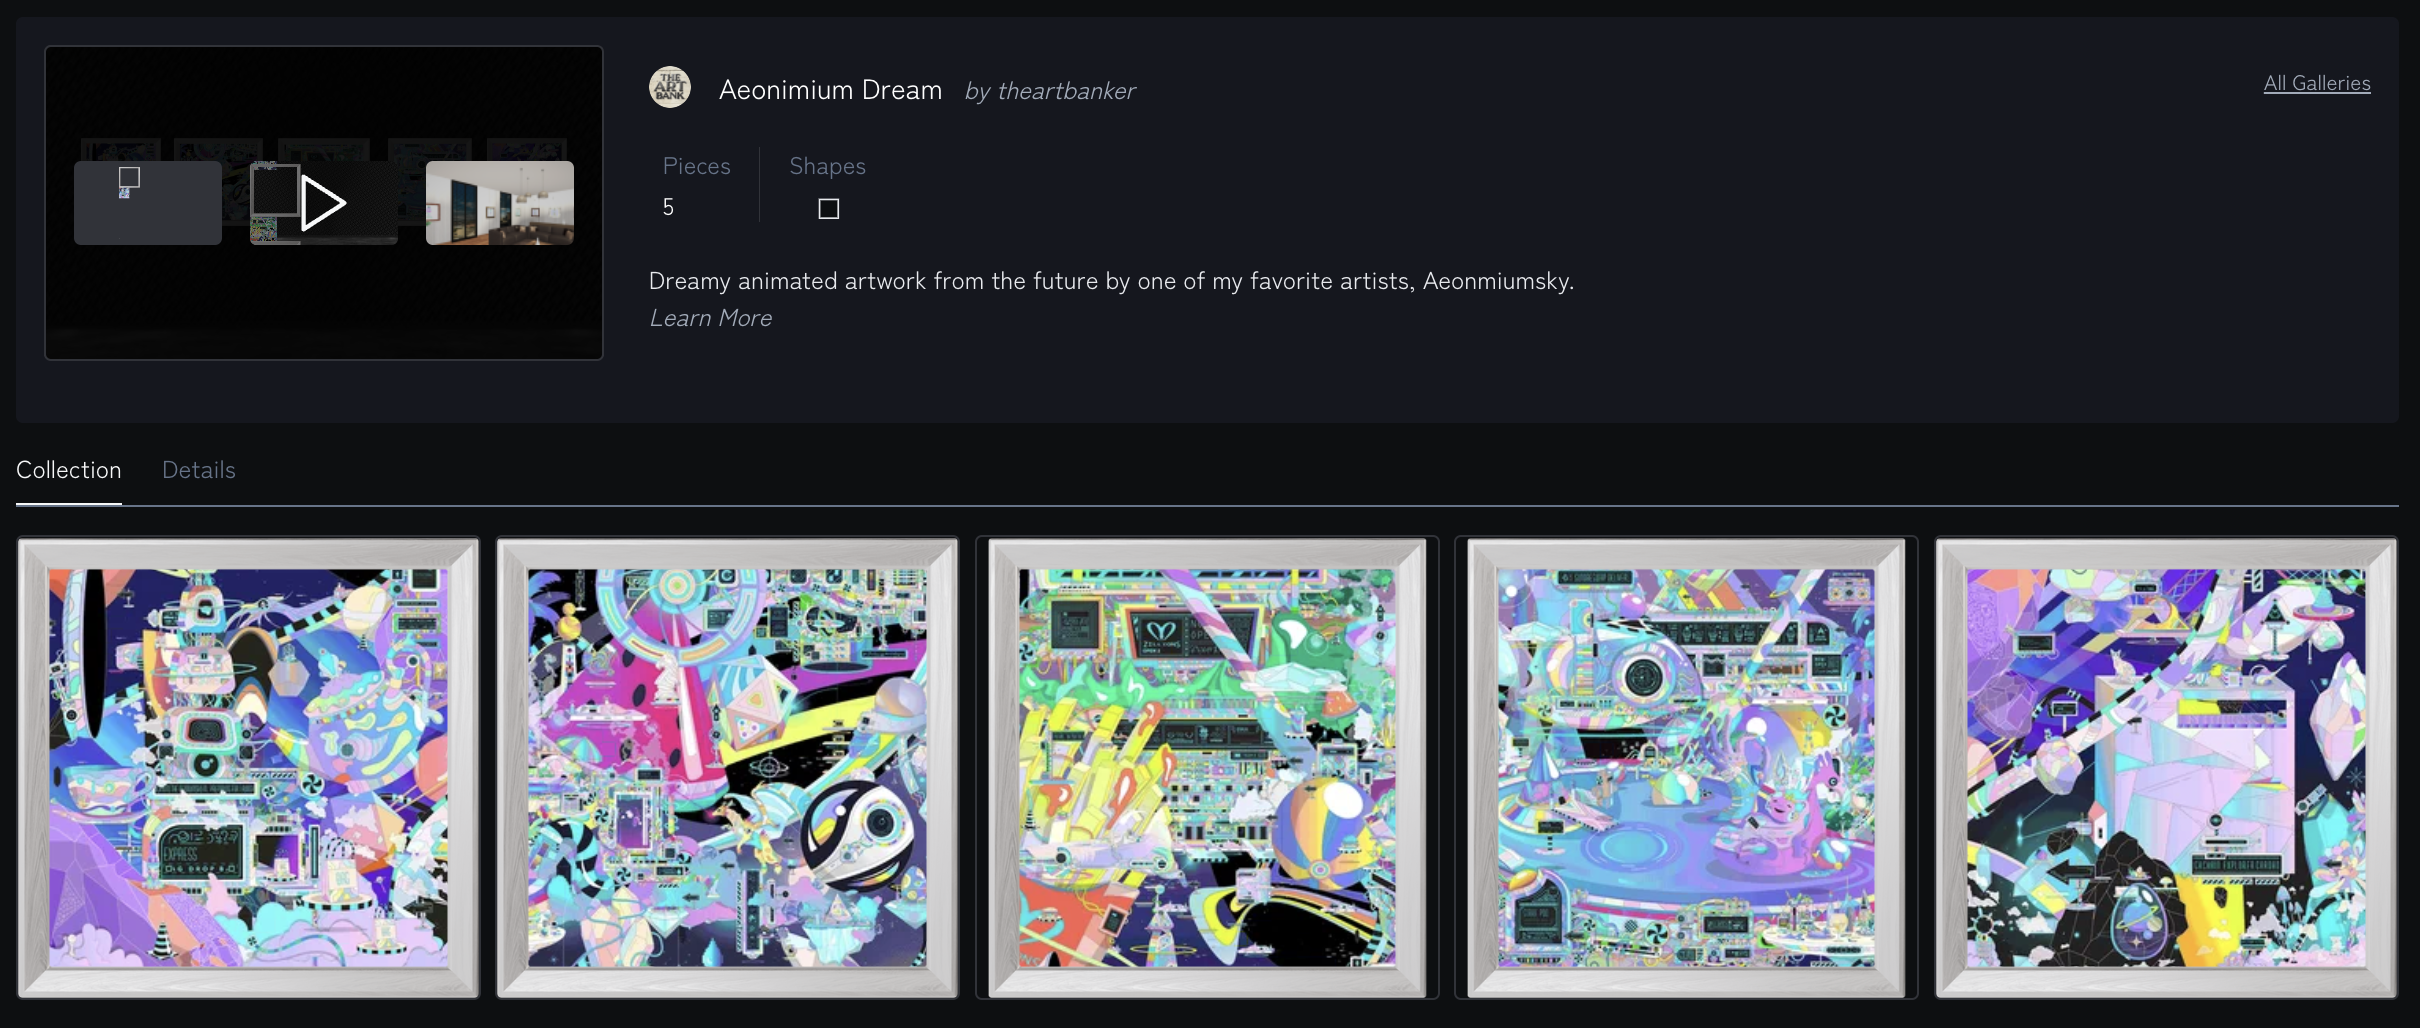 THE
ART
BANK
Aeonimium Dream by theartbanker
All Galleries
Pieces
Shapes
5
Dreamy animated artwork from the future by one of my favorite artists, Aeonmiumsky.
Learn More
Collection
Details
EXPRESS